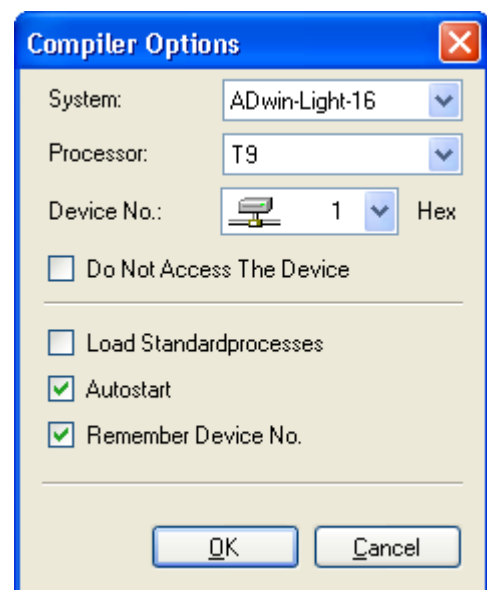 Compiler Options
System: ADwin-Light-16
Processor: T9
Device No.: 1 Hex
Do Not Access The Device
Load Standardprocesses
Autostart
Remember Device No.
OK Cancel